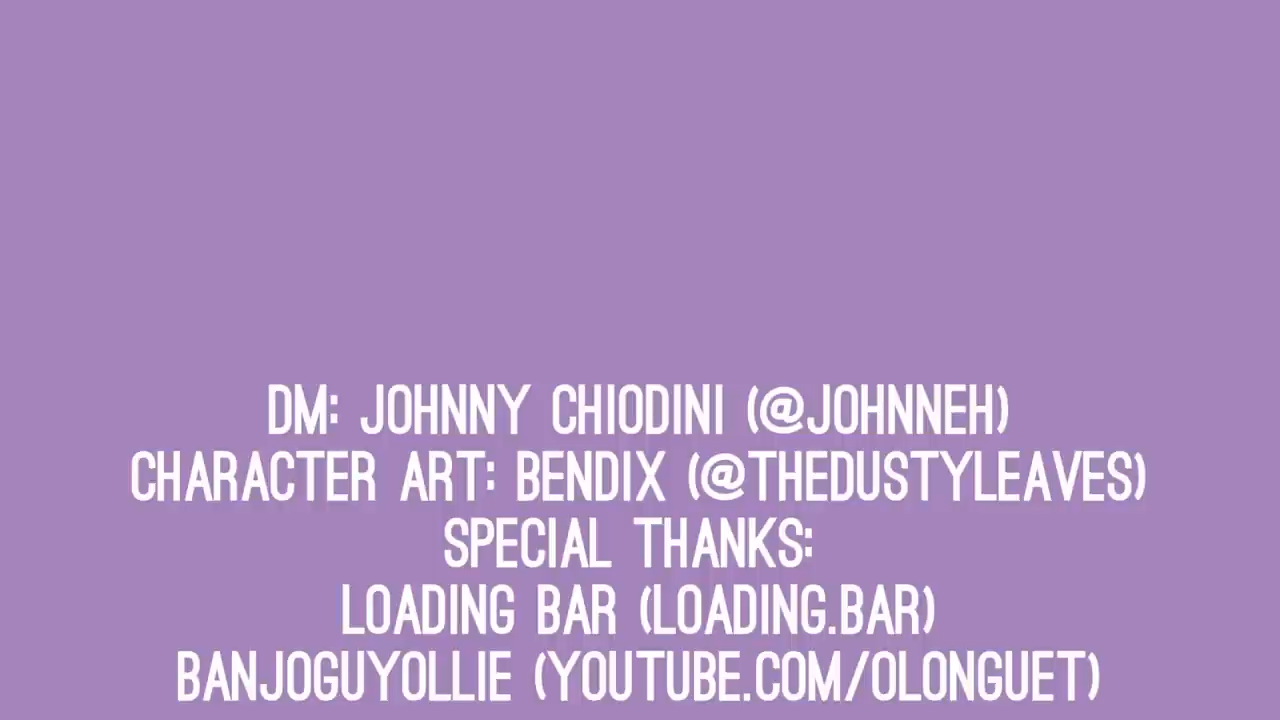 DM: JOHNNY CHIODINI (@JOHNNEH)
CHARACTER ART: BENDIX (@THEDUSTYLEAVES)
SPECIAL THANKS:
LOADING BAR (LOADING.BAR)
BANJOGUYOLLIE (YOUTUBE.COM/OLONGUET)